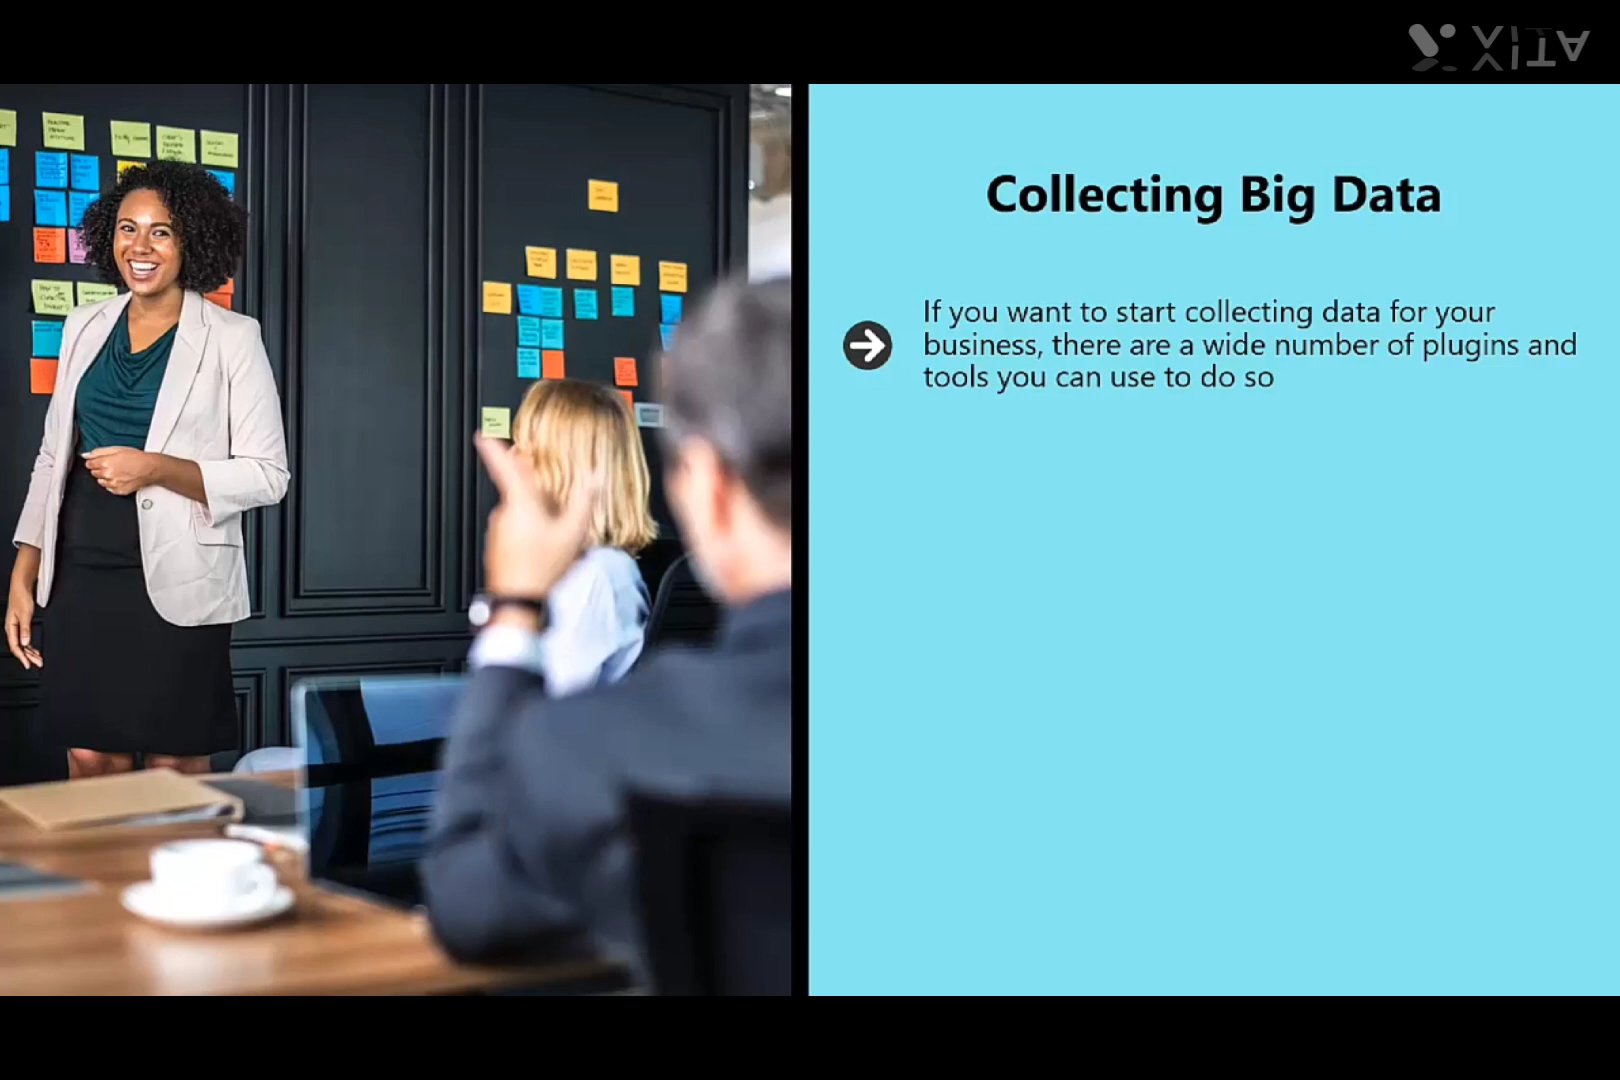 Collecting Big Data
If you want to start collecting data for your
business, there are a wide number of plugins and
tools you can use to do so